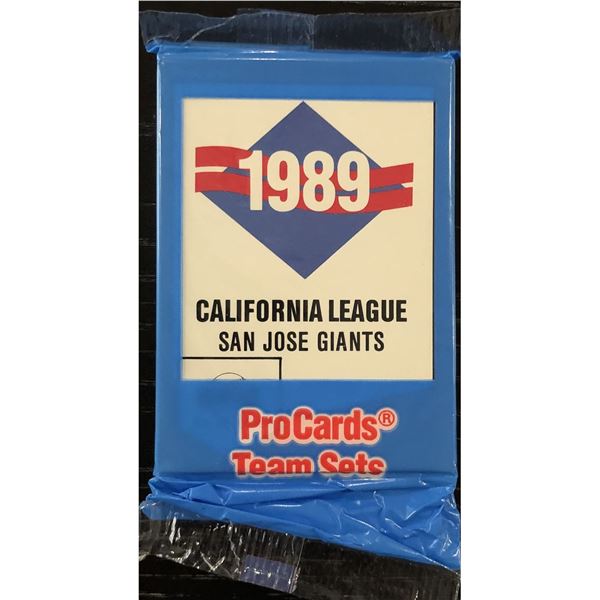 1989
CALIFORNIA LEAGUE
SAN JOSE GIANTS
ProCards®
Team Sets